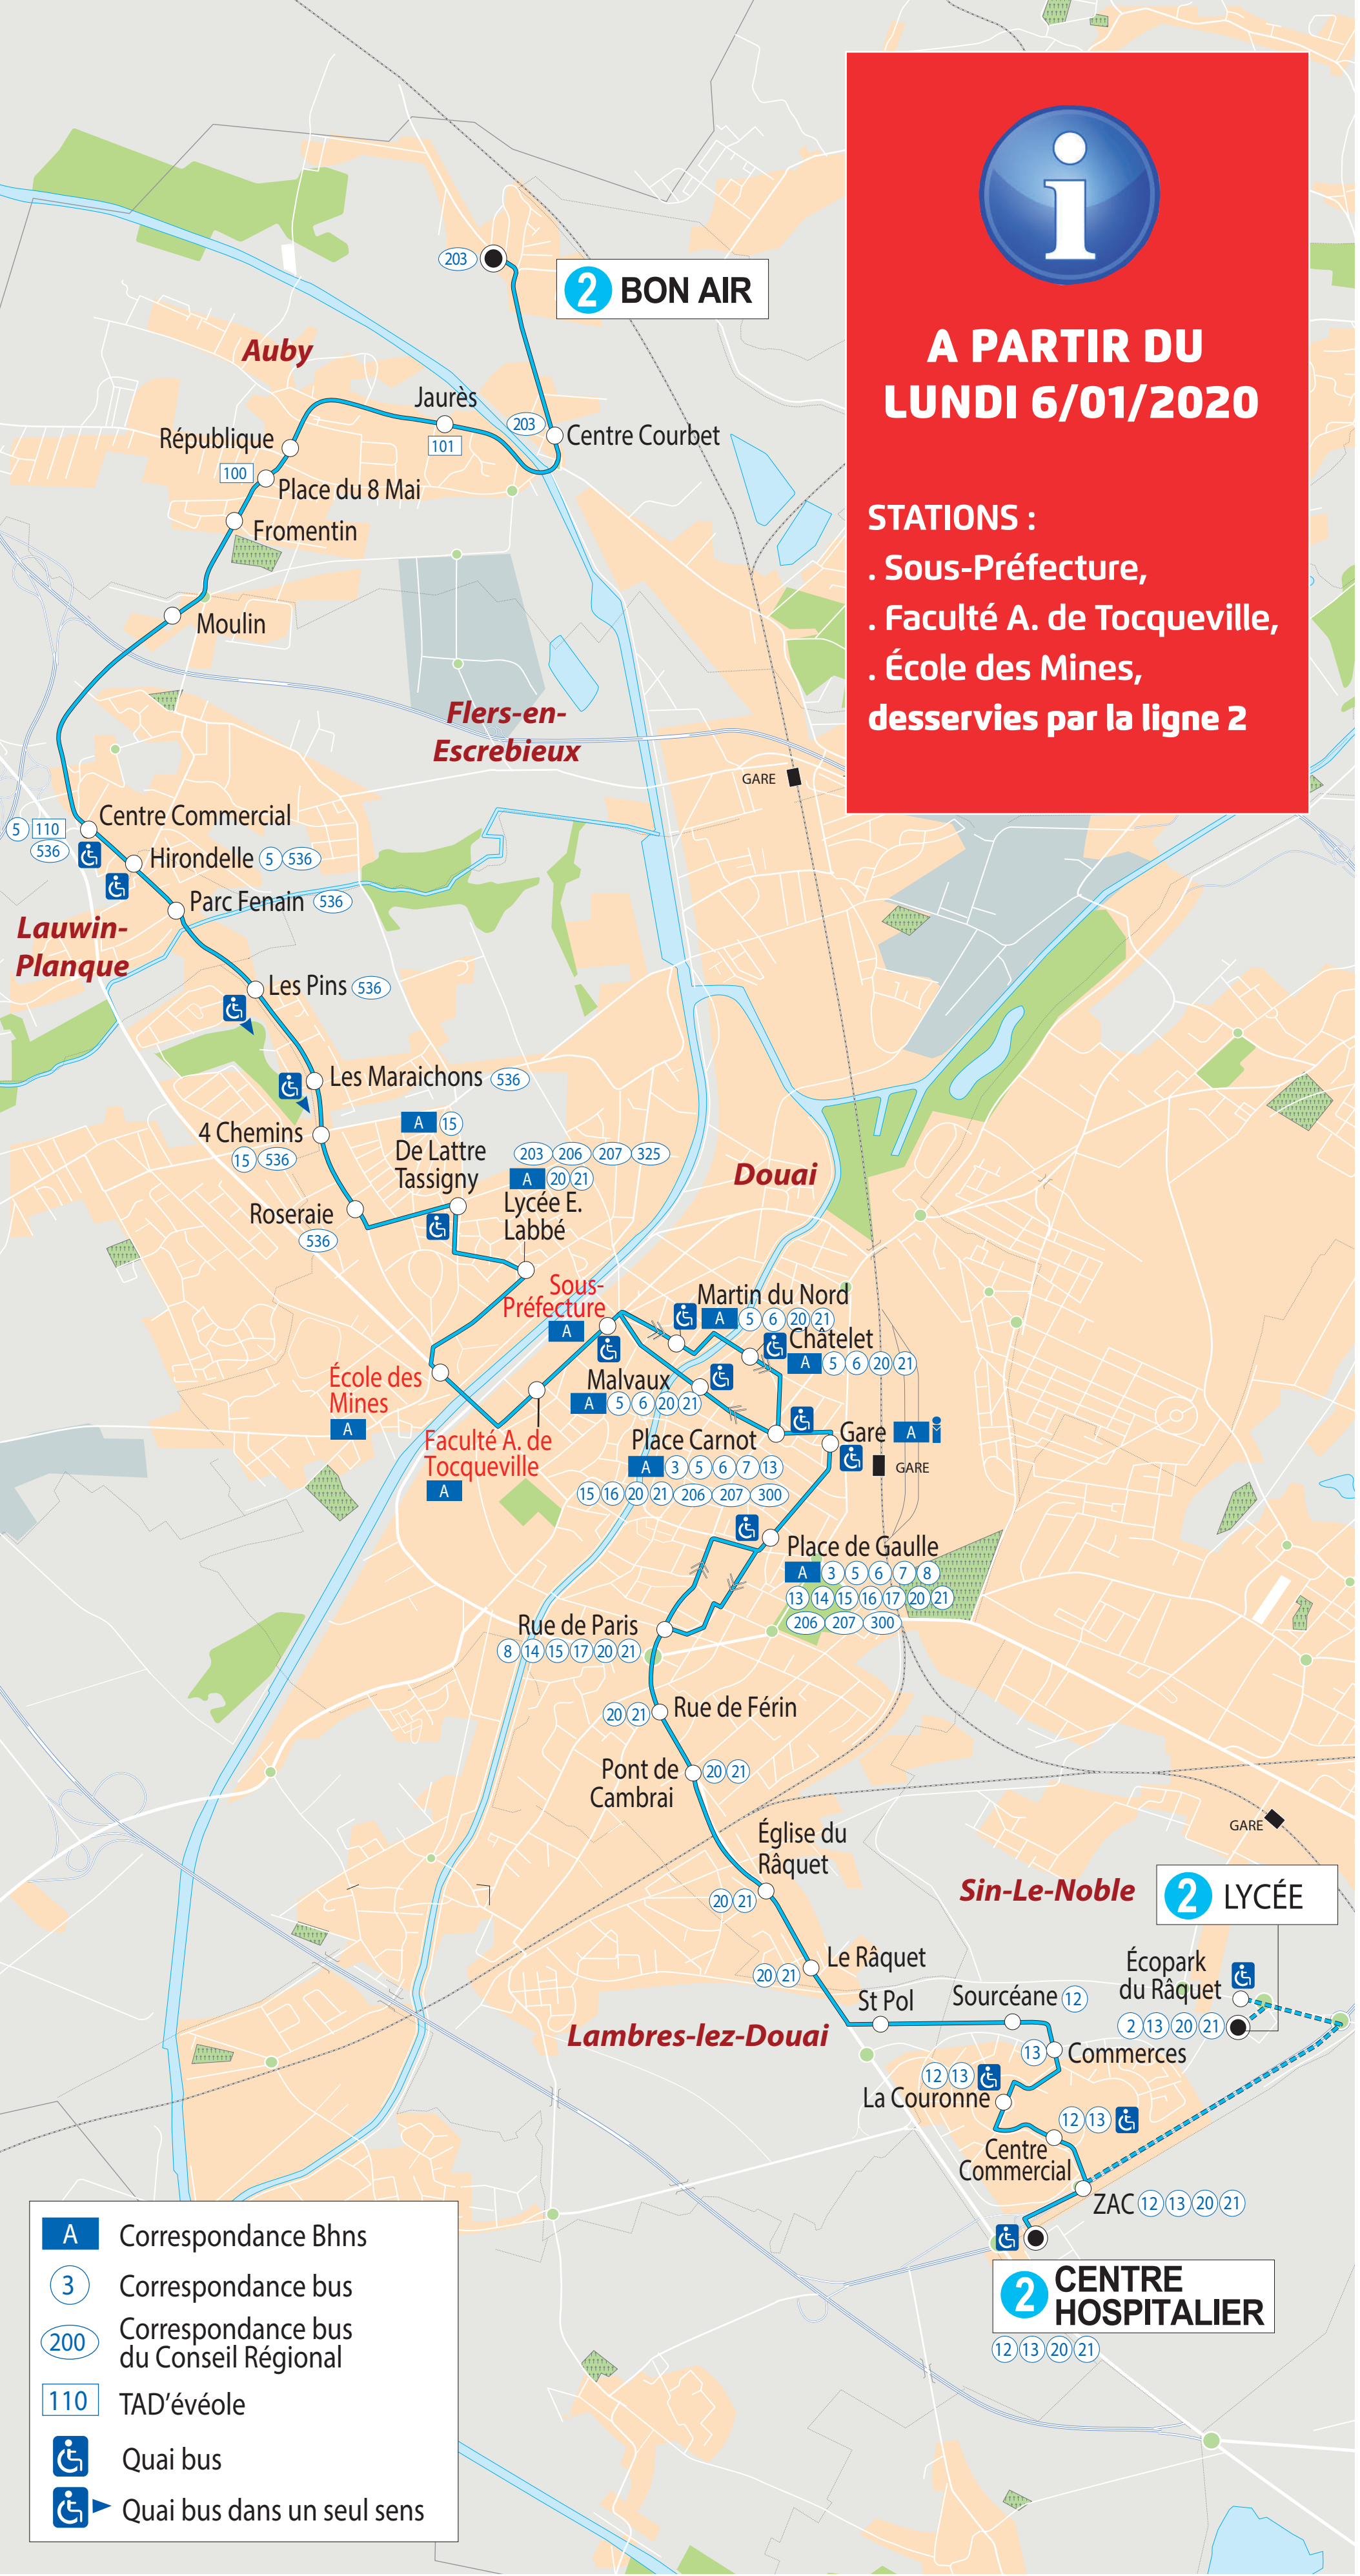 A PARTIR DU
LUNDI 6/01/2020
STATIONS :
. Sous-Préfecture,
. Faculté A. de Tocqueville,
. École des Mines,
desservies par la ligne 2
203
2 BON AIR
Auby
Jaurès
101
203
Centre Courbet
République
100
Place du 8 Mai
Fromentin
Moulin
Flers-en-
Escrebieux
GARE
Centre Commercial
5 110
536
Hirondelle 5 536
Parc Fenain 536
Lauwin-
Planque
Les Pins 536
Les Maraichons 536
4 Chemins
15 536
A 15
De Lattre
Tassigny
203 206 207 325
A 20 21
Lycée E.
Labbé
Douai
Roseraie
536
Sous-
Préfecture
A
Martin du Nord
A 5 6 20 21
Châtelet
A 5 6 20 21
École des
Mines
A
Malvaux
A 5 6 20 21
Faculté A. de
Tocqueville
A
Place Carnot
A 3 5 6 7 13
15 16 20 21 206 207 300
Gare A
GARE
Place de Gaulle
A 3 5 6 7 8
13 14 15 16 17 20 21
206 207 300
Rue de Paris
8 14 15 17 20 21
20 21 Rue de Férin
Pont de
Cambrai
20 21
Église du
Râquet
20 21
GARE
Sin-Le-Noble
2 LYCÉE
Le Râquet
20 21
Écopark
du Râquet
2 13 20 21
St Pol
Sourcéane 12
Lambres-lez-Douai
13 Commerces
12 13
La Couronne
12 13
Centre
Commercial
ZAC 12 13 20 21
2 CENTRE
HOSPITALIER
12 13 20 21
A Correspondance Bhns
3 Correspondance bus
200 Correspondance bus
du Conseil Régional
110 TAD'évéole
Quai bus
Quai bus dans un seul sens